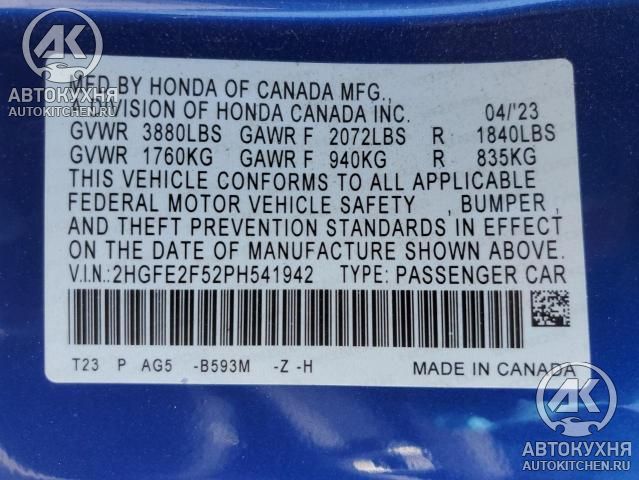 АК
АВТОКУХНЯ
AUTOKITCHEN.RU
MFD BY HONDA OF CANADA MFG.,
A DIVISION OF HONDA CANADA INC. 04/'23
GVWR 3880LBS GAWR F 2072LBS R 1840LBS
GVWR 1760KG GAWR F 940KG R 835KG
THIS VEHICLE CONFORMS TO ALL APPLICABLE
FEDERAL MOTOR VEHICLE SAFETY , BUMPER ,
AND THEFT PREVENTION STANDARDS IN EFFECT
ON THE DATE OF MANUFACTURE SHOWN ABOVE.
V.I.N.:2HGFE2F52PH541942 TYPE: PASSENGER CAR
T23 P AG5 -B593M -Z -H MADE IN CANADA
АК
АВТОКУХНЯ
AUTOKITCHEN.RU